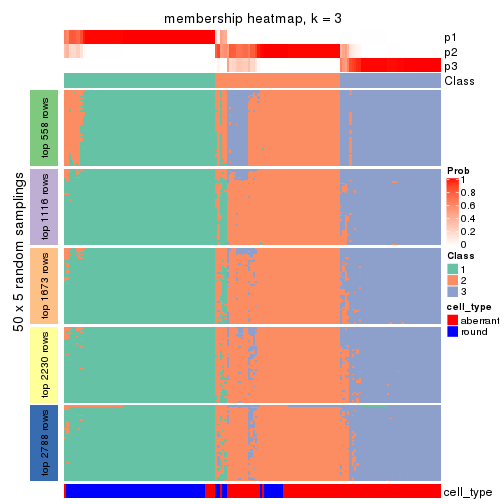 membership heatmap, k = 3
p1
p2
p3
Class
50 x 5 random samplings
top 558 rows
top 1116 rows
top 1673 rows
top 2230 rows
top 2788 rows
Prob
1
0.8
0.6
0.4
0.2
0
Class
1
2
3
cell_type
aberrant
round
cell_type